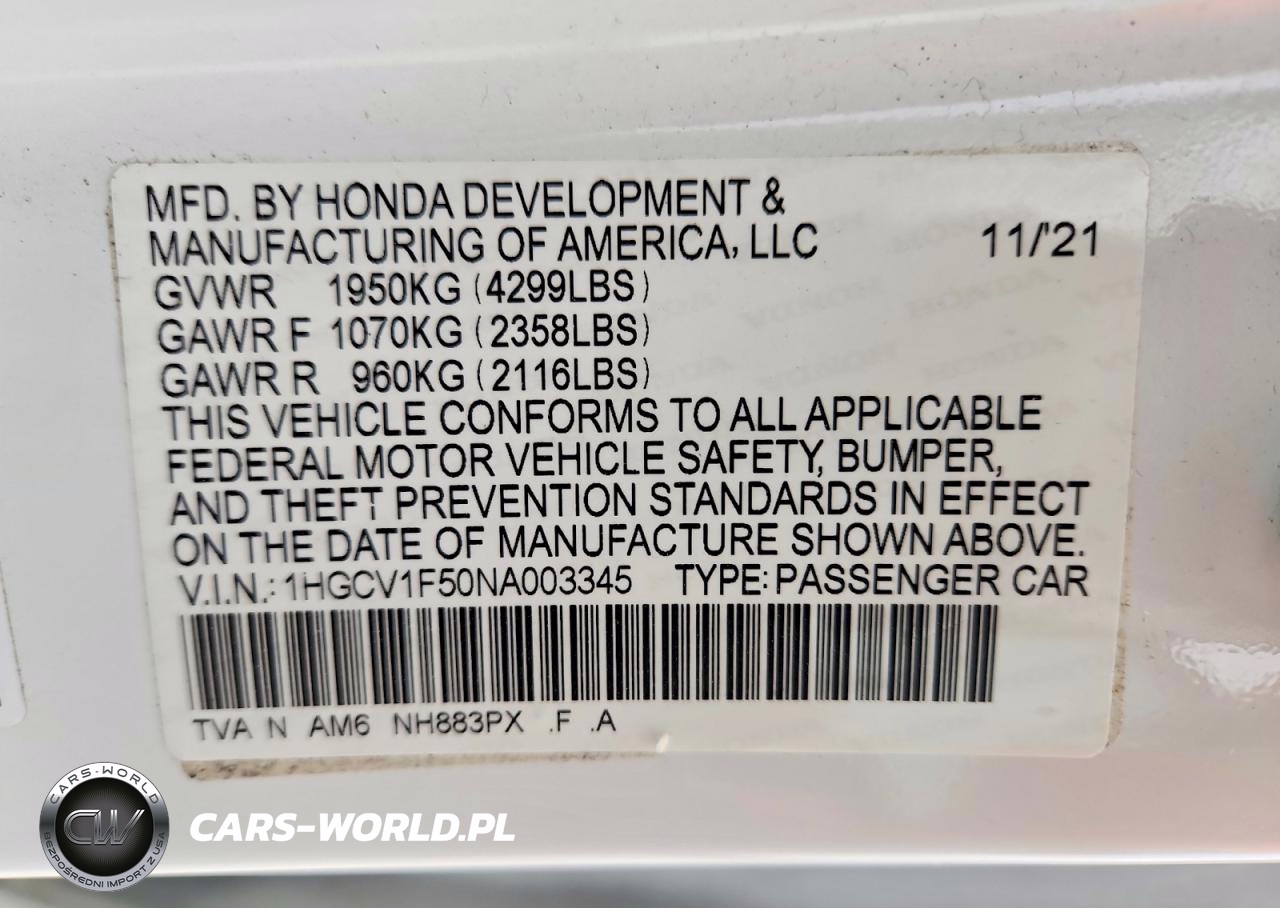 MFD. BY HONDA DEVELOPMENT &
MANUFACTURING OF AMERICA, LLC 11/'21
GVWR 1950KG (4299LBS)
GAWR F 1070KG (2358LBS)
GAWR R 960KG (2116LBS)
THIS VEHICLE CONFORMS TO ALL APPLICABLE
FEDERAL MOTOR VEHICLE SAFETY, BUMPER,
AND THEFT PREVENTION STANDARDS IN EFFECT
ON THE DATE OF MANUFACTURE SHOWN ABOVE.
V.I.N.: 1HGCV1F50NA003345 TYPE: PASSENGER CAR
TVA N AM6 NH883PX .F .A
CARS-WORLD
CW
BEZPOŚREDNI IMPORT Z USA
CARS-WORLD.PL